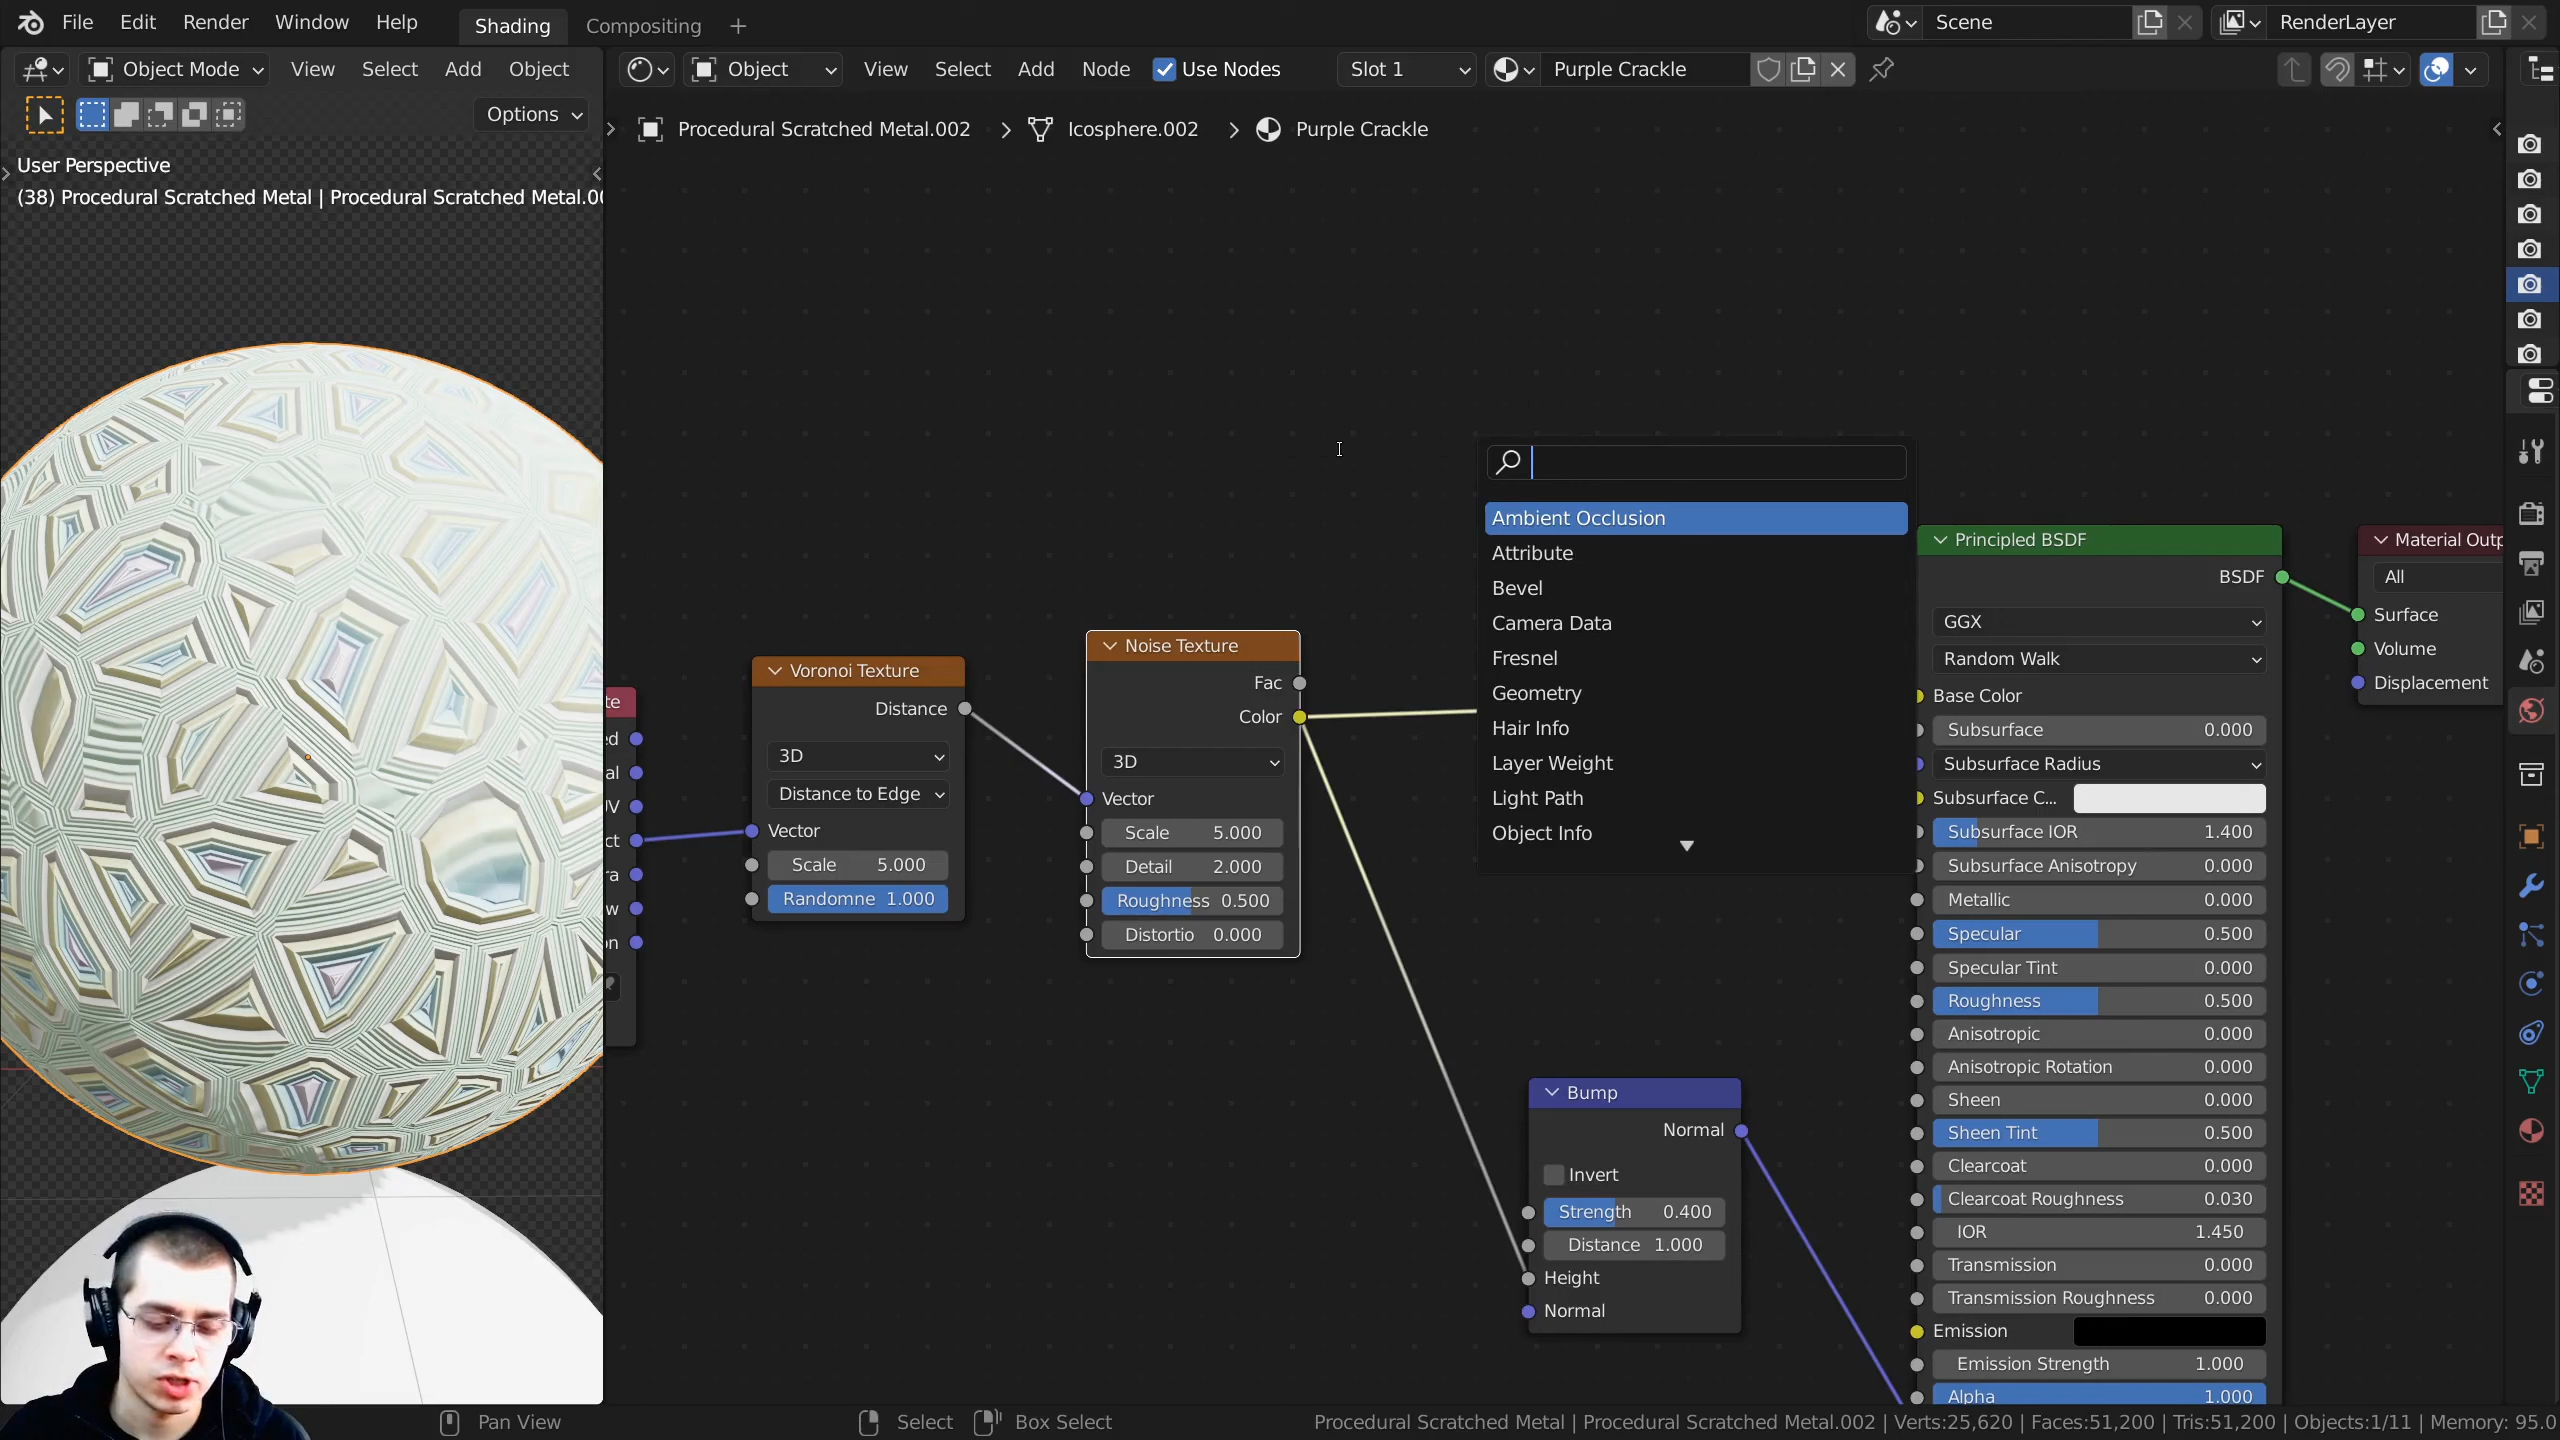 File Edit Render Window Help Shading Compositing + Scene RenderLayer
Object Mode View Select Add Object Object View Select Add Node Use Nodes Slot 1 Purple Crackle
Options
Procedural Scratched Metal.002 > Icosphere.002 > Purple Crackle
User Perspective
(38) Procedural Scratched Metal | Procedural Scratched Metal.00
te
ed
al
UV
ct
ra
w
on
Voronoi Texture
Distance
3D
Distance to Edge
Vector
Scale 5.000
Randomne 1.000
Noise Texture
Fac
Color
3D
Vector
Scale 5.000
Detail 2.000
Roughness 0.500
Distortio 0.000
Ambient Occlusion
Attribute
Bevel
Camera Data
Fresnel
Geometry
Hair Info
Layer Weight
Light Path
Object Info
Bump
Normal
Invert
Strength 0.400
Distance 1.000
Height
Normal
Principled BSDF
BSDF
GGX
Random Walk
Base Color
Subsurface 0.000
Subsurface Radius
Subsurface C...
Subsurface IOR 1.400
Subsurface Anisotropy 0.000
Metallic 0.000
Specular 0.500
Specular Tint 0.000
Roughness 0.500
Anisotropic 0.000
Anisotropic Rotation 0.000
Sheen 0.000
Sheen Tint 0.500
Clearcoat 0.000
Clearcoat Roughness 0.030
IOR 1.450
Transmission 0.000
Transmission Roughness 0.000
Emission
Emission Strength 1.000
Alpha 1.000
Material Outp
All
Surface
Volume
Displacement
Pan View Select Box Select Procedural Scratched Metal | Procedural Scratched Metal.002 | Verts:25,620 | Faces:51,200 | Tris:51,200 | Objects:1/11 | Memory: 95.0